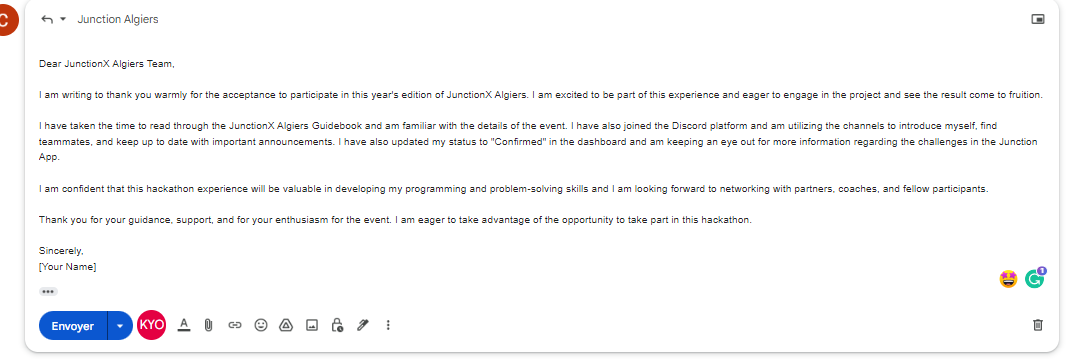 C
Junction Algiers
Dear JunctionX Algiers Team,
I am writing to thank you warmly for the acceptance to participate in this year's edition of JunctionX Algiers. I am excited to be part of this experience and eager to engage in the project and see the result come to fruition.
I have taken the time to read through the JunctionX Algiers Guidebook and am familiar with the details of the event. I have also joined the Discord platform and am utilizing the channels to introduce myself, find
teammates, and keep up to date with important announcements. I have also updated my status to "Confirmed" in the dashboard and am keeping an eye out for more information regarding the challenges in the Junction
App.
I am confident that this hackathon experience will be valuable in developing my programming and problem-solving skills and I am looking forward to networking with partners, coaches, and fellow participants.
Thank you for your guidance, support, and for your enthusiasm for the event. I am eager to take advantage of the opportunity to take part in this hackathon.
Sincerely,
[Your Name]
1
Envoyer KYO A